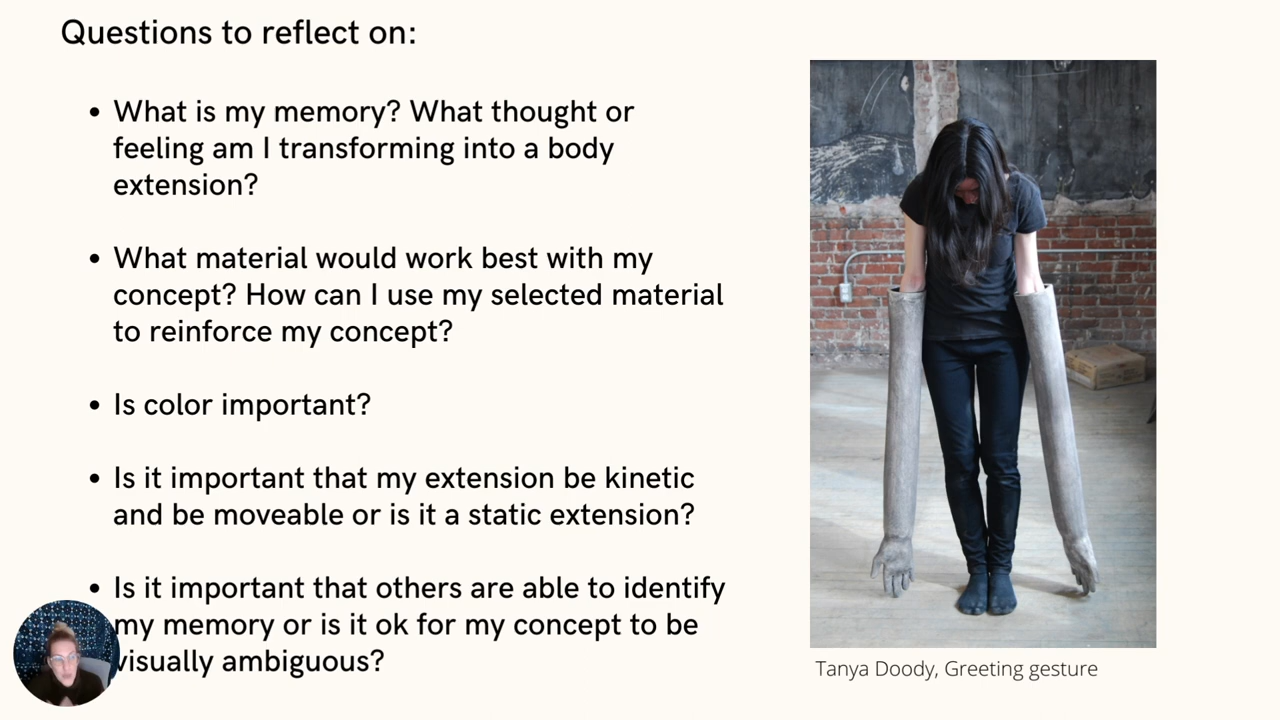 Questions to reflect on:
• What is my memory? What thought or
feeling am I transforming into a body
extension?
• What material would work best with my
concept? How can I use my selected material
to reinforce my concept?
• Is color important?
• Is it important that my extension be kinetic
and be moveable or is it a static extension?
• Is it important that others are able to identify
my memory or is it ok for my concept to be
visually ambiguous?
Tanya Doody, Greeting gesture